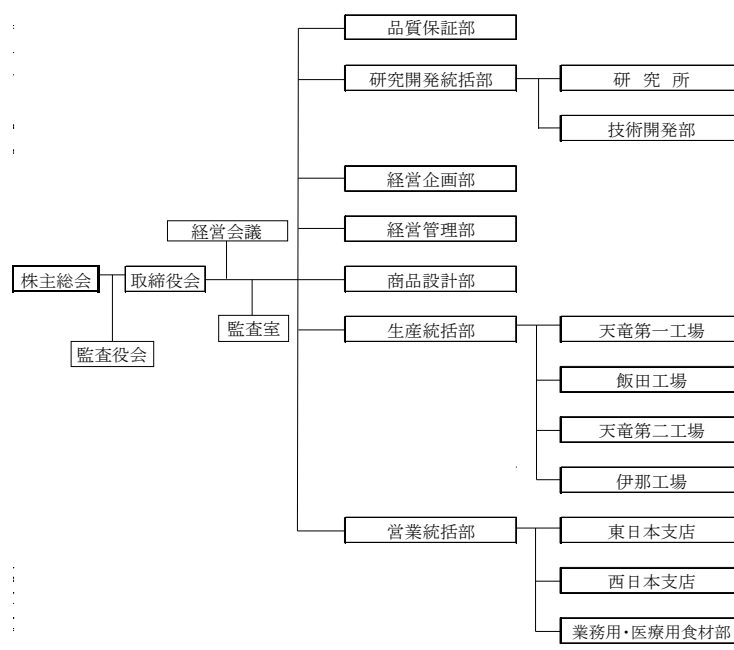 品質保証部
研究開発統括部
研 究 所
技術開発部
経営企画部
経営会議
経営管理部
株主総会
取締役会
商品設計部
監査室
監査役会
生産統括部
天竜第一工場
飯田工場
天竜第二工場
伊那工場
営業統括部
東日本支店
西日本支店
業務用・医療用食材部